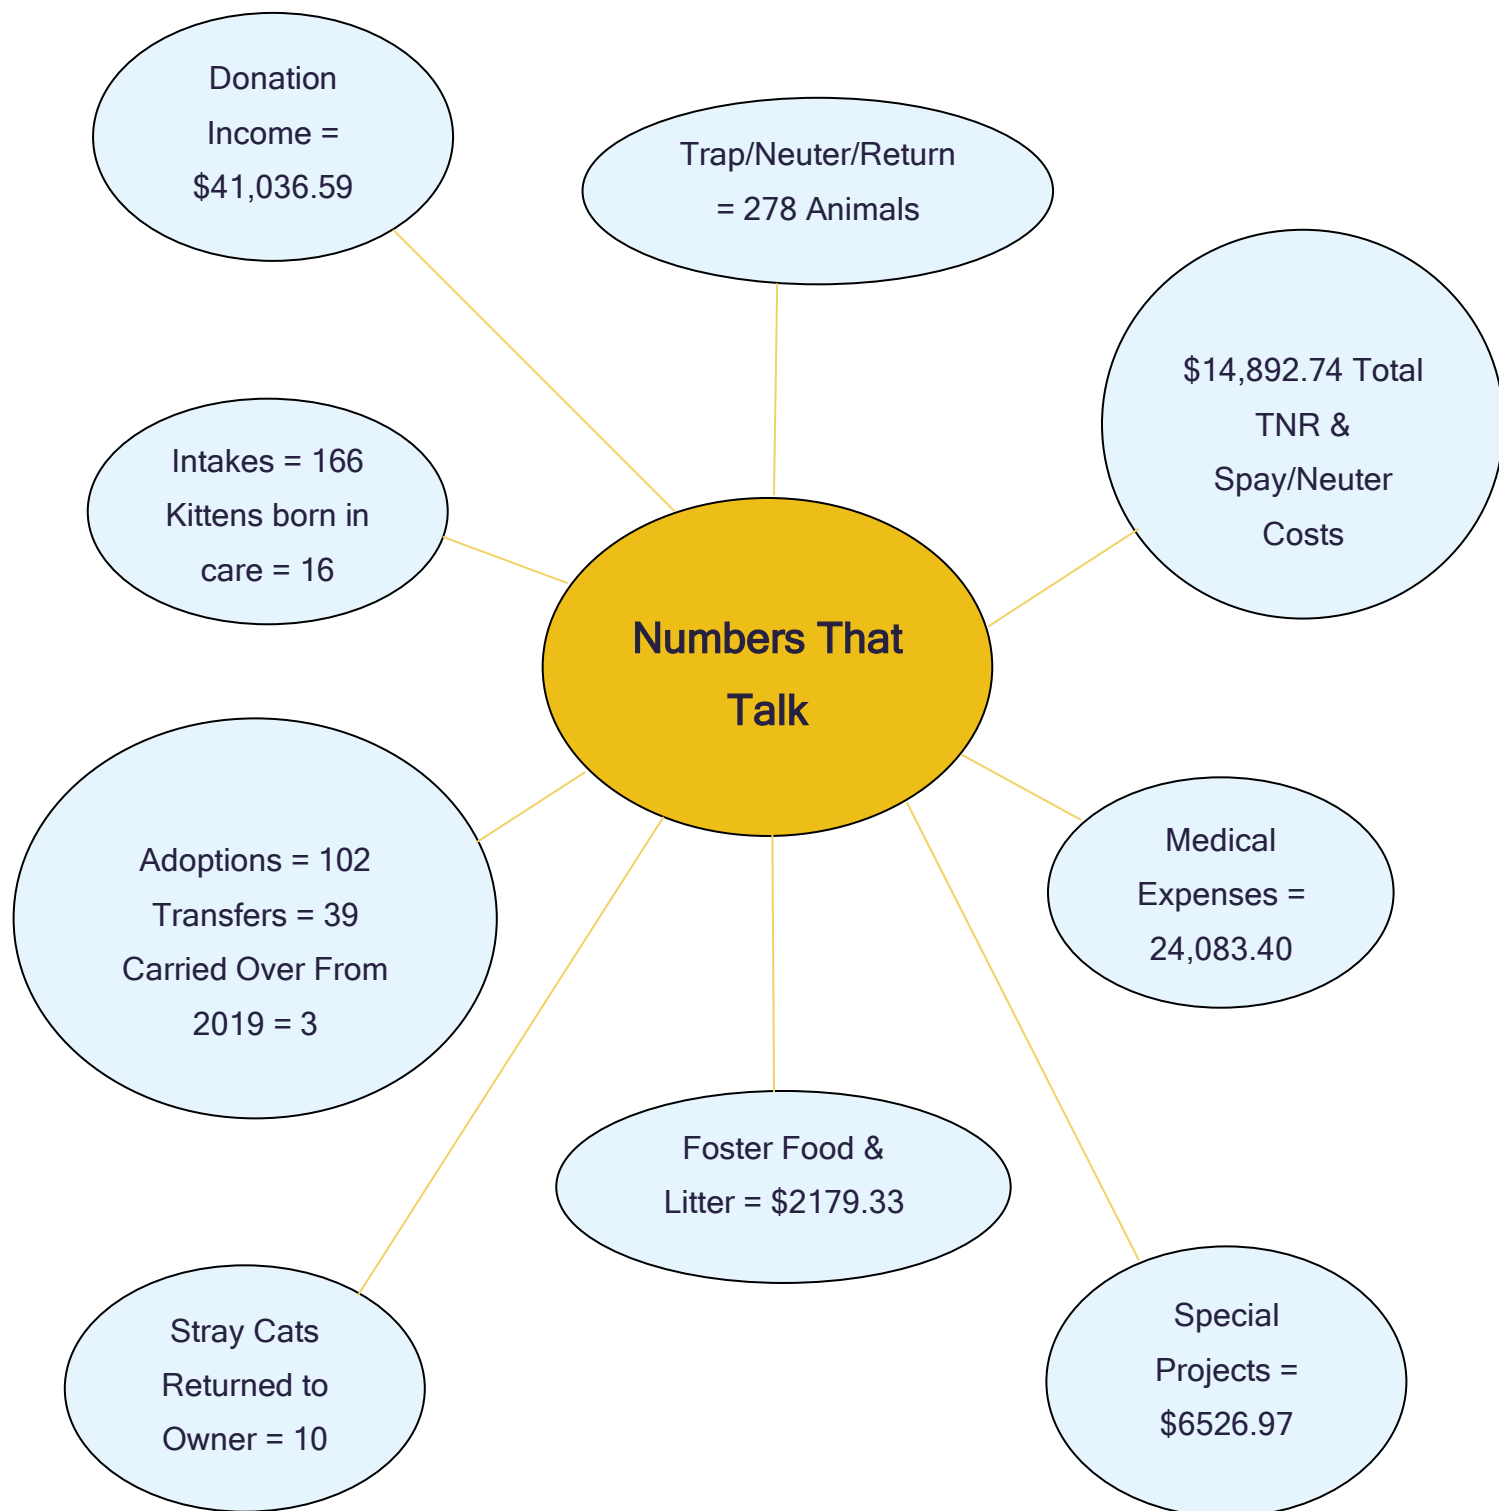 Donation
Income =
$41,036.59
Trap/Neuter/Return
= 278 Animals
$14,892.74 Total
TNR &
Spay/Neuter
Costs
Intakes = 166
Kittens born in
care = 16
Numbers That
Talk
Adoptions = 102
Transfers = 39
Carried Over From
2019 = 3
Medical
Expenses =
24,083.40
Foster Food &
Litter = $2179.33
Stray Cats
Returned to
Owner = 10
Special
Projects =
$6526.97